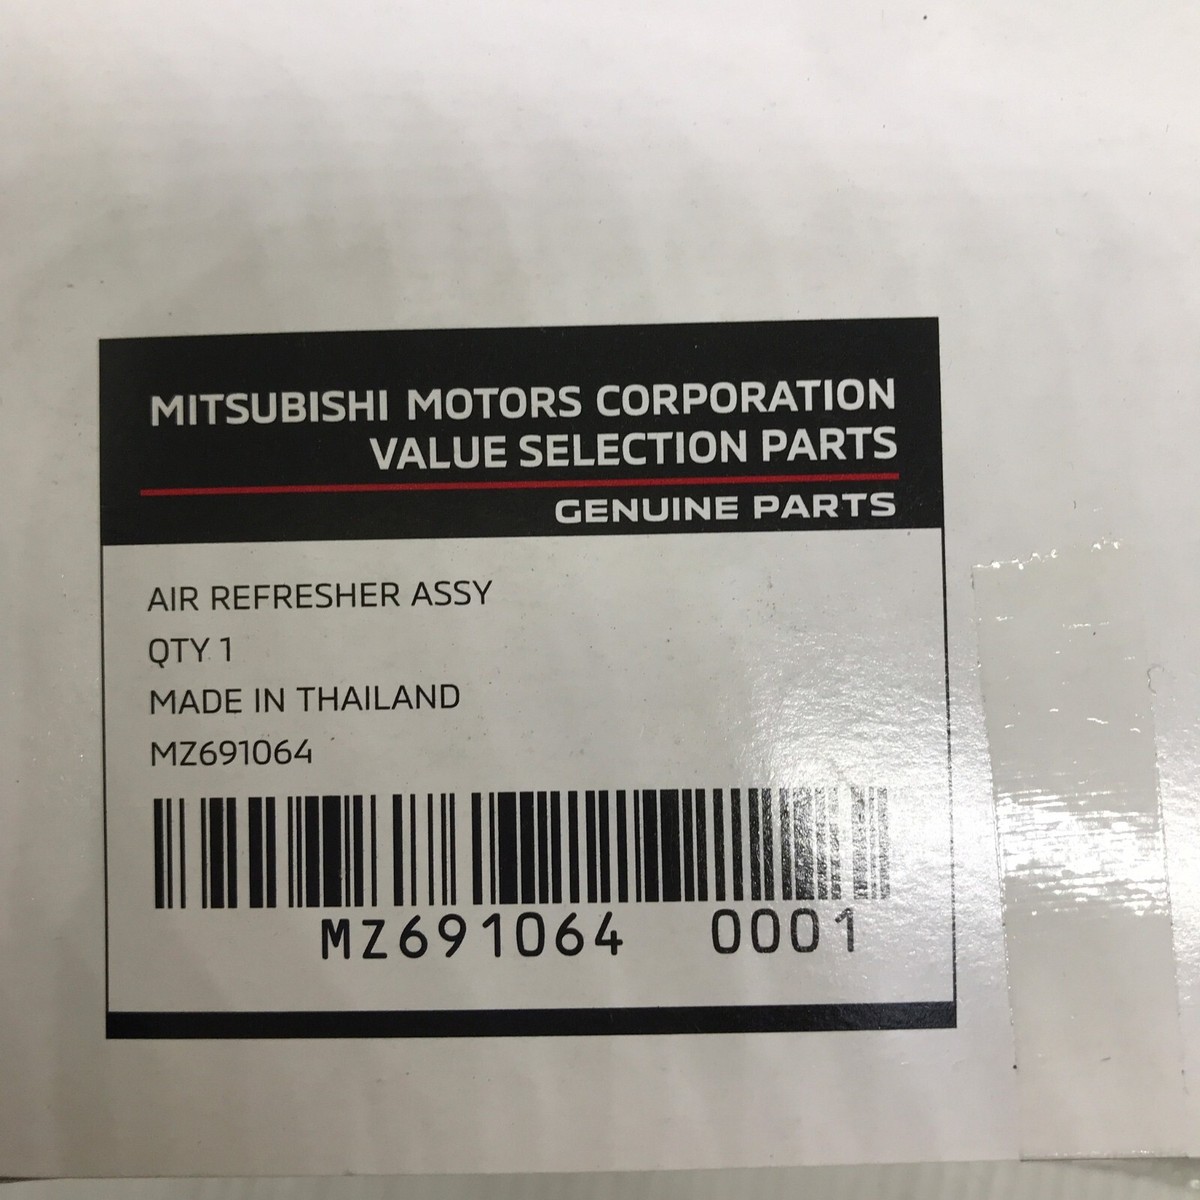 MITSUBISHI MOTORS CORPORATION
VALUE SELECTION PARTS
GENUINE PARTS
AIR REFRESHER ASSY
QTY 1
MADE IN THAILAND
MZ691064
MZ691064 0001